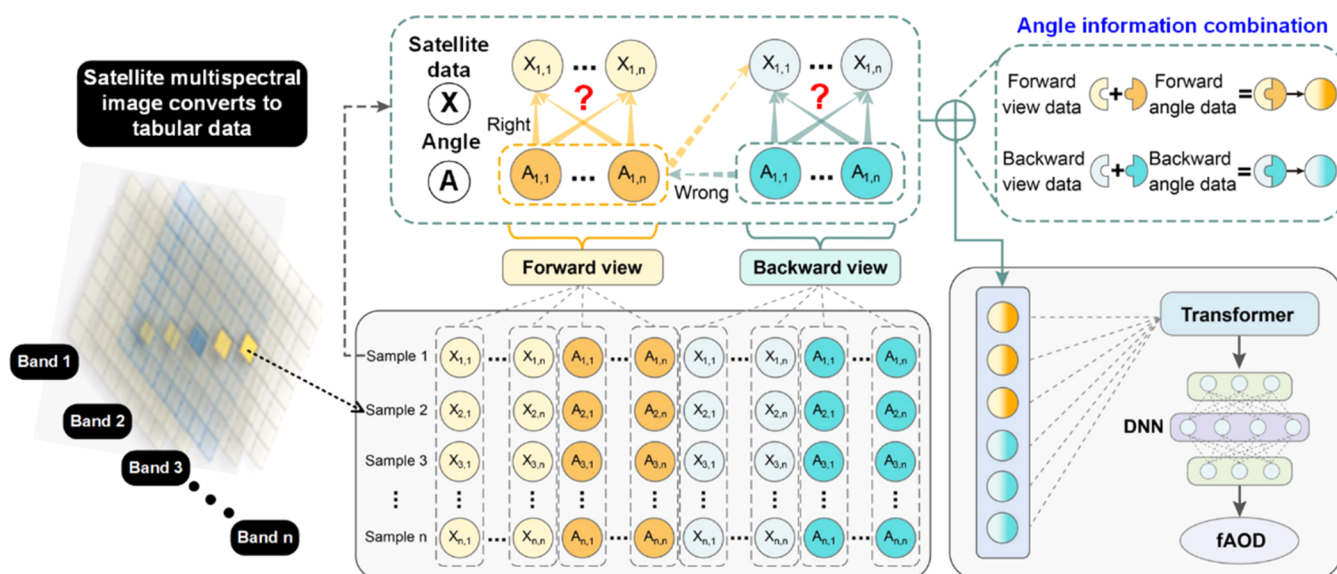 Satellite multispectral
image converts to
tabular data
Band 1
Band 2
Band 3
Band n
Satellite
data
X
Angle
A
X1,1 ... X1,n
?
Right
A1,1 ... A1,n
Wrong
X1,1 ... X1,n
?
A1,1 ... A1,n
Forward view
Backward view
Sample 1 X1,1 ... X1,n A1,1 ... A1,n X1,1 ... X1,n A1,1 ... A1,n
Sample 2 X2,1 X2,n A2,1 A2,n X2,1 X2,n A2,1 A2,n
Sample 3 X3,1 X3,n A3,1 A3,n X3,1 X3,n A3,1 A3,n
Sample n Xn,1 ... Xn,n An,1 ... An,n Xn,1 ... Xn,n An,1 ... An,n
Angle information combination
Forward
view data
+
Forward
angle data
=
Backward
view data
+
Backward
angle data
=
Transformer
DNN
fAOD